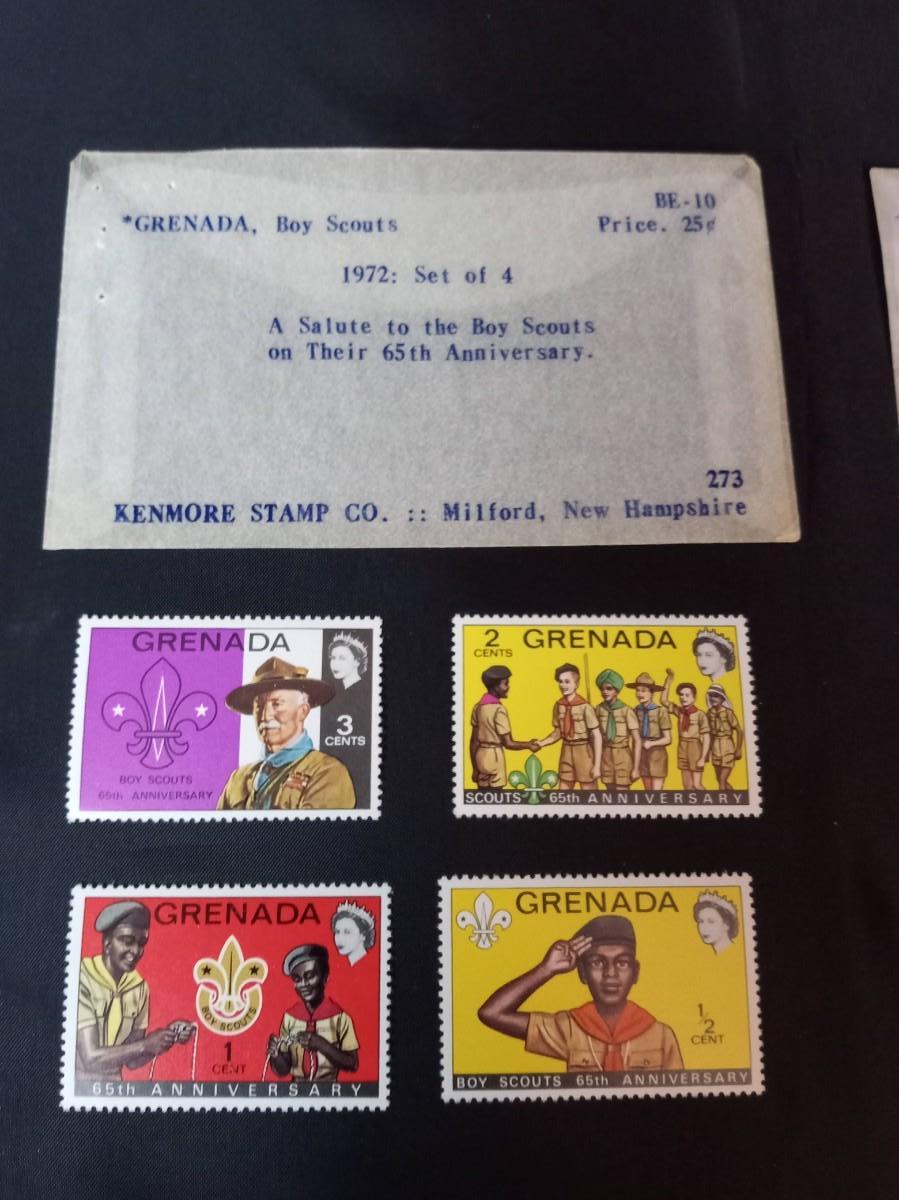 BE-10
*GRENADA, Boy Scouts Price. 25¢
1972: Set of 4
A Salute to the Boy Scouts
on Their 65th Anniversary.
273
KENMORE STAMP CO. :: Milford, New Hampshire
GRENADA
3
CENTS
BOY SCOUTS
65th ANNIVERSARY
2 GRENADA
CENTS
SCOUTS 65th ANNIVERSARY
GRENADA
BOY SCOUTS
1
CENT
65th ANNIVERSARY
GRENADA
1/2
CENT
BOY SCOUTS 65th ANNIVERSARY